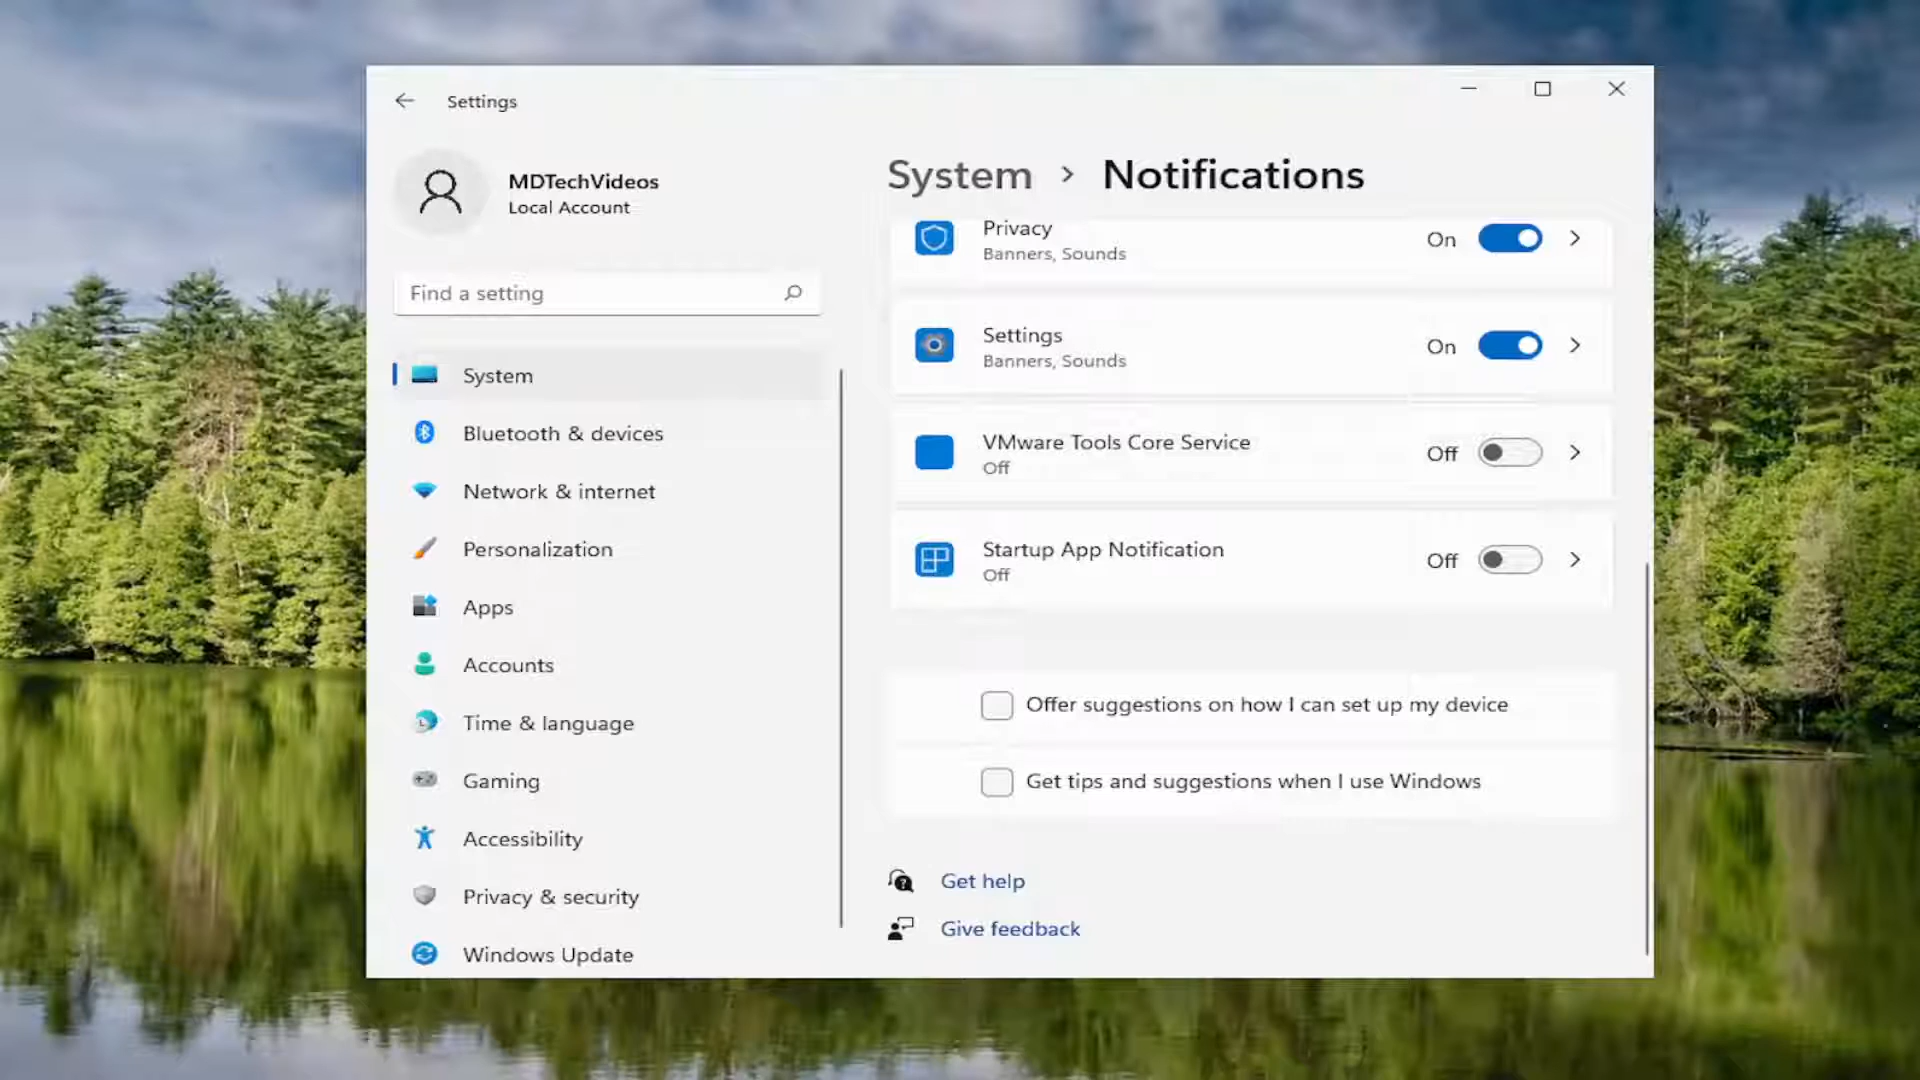 Settings
MDTechVideos
Local Account
Find a setting
System
Bluetooth & devices
Network & internet
Personalization
Apps
Accounts
Time & language
Gaming
Accessibility
Privacy & security
Windows Update
System > Notifications
Privacy
Banners, Sounds
On
Settings
Banners, Sounds
On
VMware Tools Core Service
Off
Off
Startup App Notification
Off
Off
Offer suggestions on how I can set up my device
Get tips and suggestions when I use Windows
Get help
Give feedback